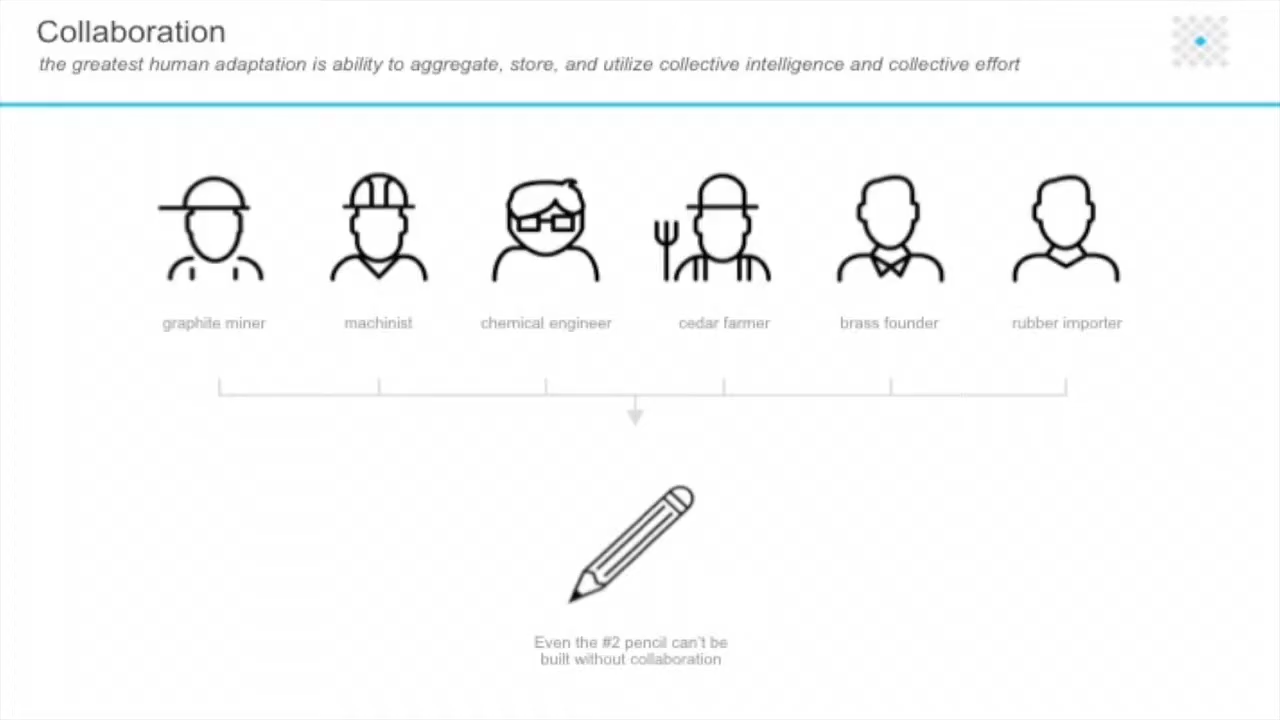 Collaboration
the greatest human adaptation is ability to aggregate, store, and utilize collective intelligence and collective effort
graphite miner
machinist
chemical engineer
cedar farmer
brass founder
rubber importer
Even the #2 pencil can't be
built without collaboration